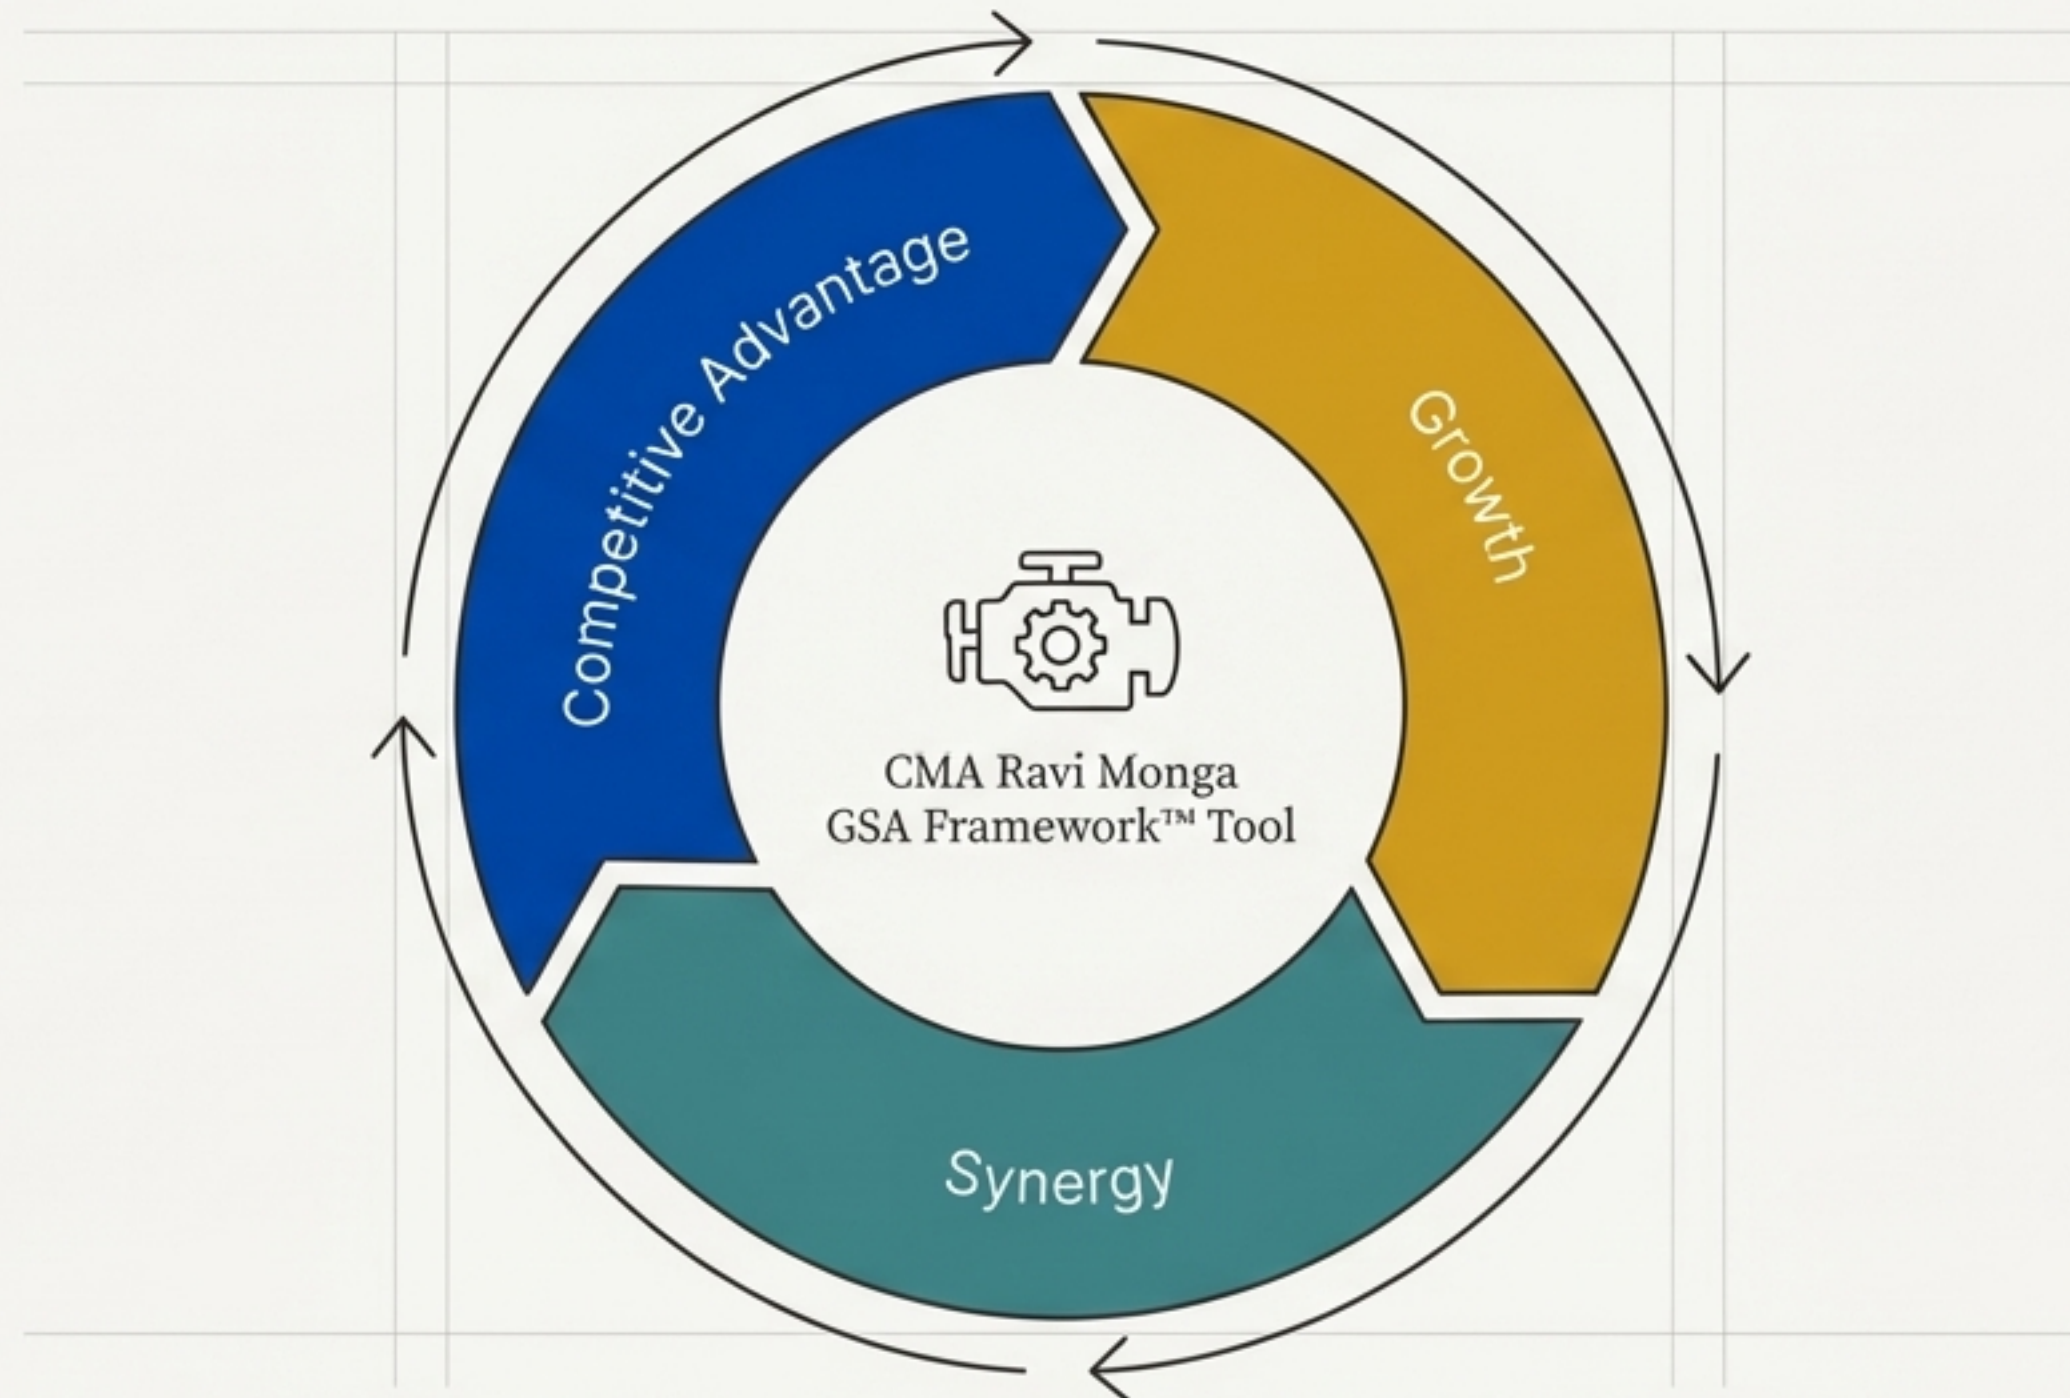 Competitive Advantage
Growth
CMA Ravi Monga
GSA Framework™ Tool
Synergy